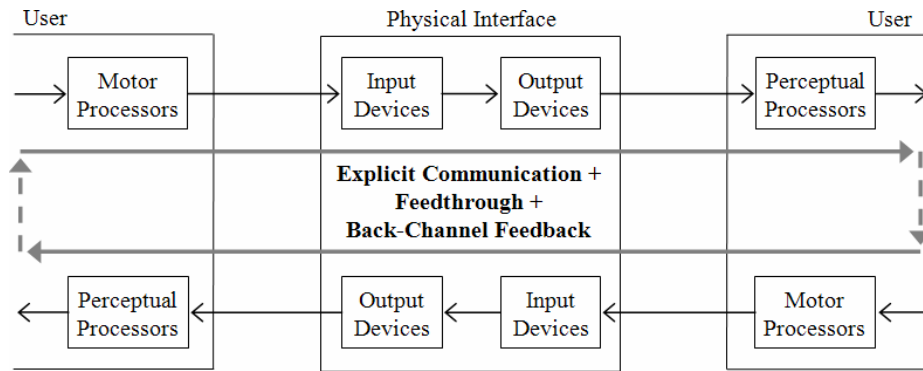 User
Physical Interface
User
Motor
Processors
Input
Devices
Output
Devices
Perceptual
Processors
Explicit Communication +
Feedthrough +
Back-Channel Feedback
Perceptual
Processors
Output
Devices
Input
Devices
Motor
Processors